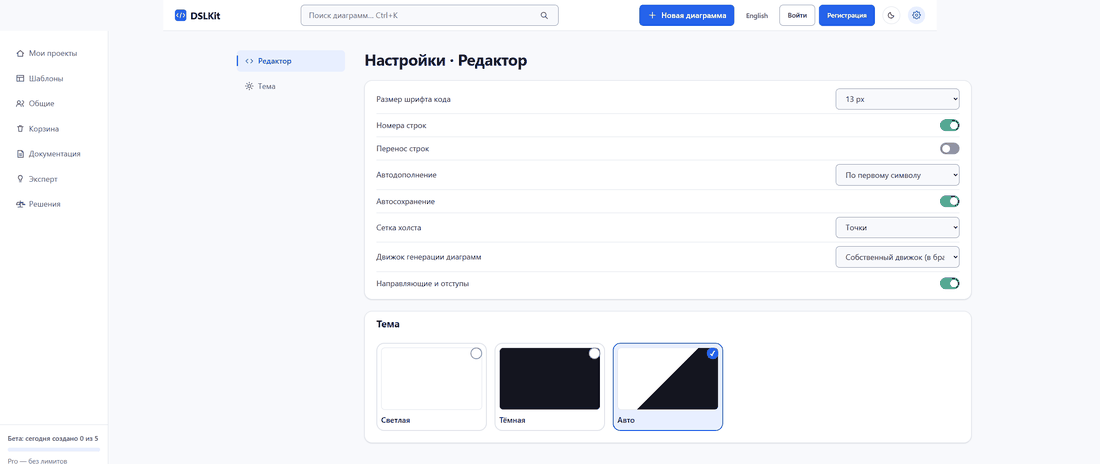 DSLKit
Поиск диаграмм... Ctrl+K
+ Новая диаграмма
English
Войти
Регистрация
Мои проекты
Шаблоны
Общие
Корзина
Документация
Эксперт
Решения
Бета: сегодня создано 0 из 5
Pro — без лимитов
Редактор
Тема
Настройки · Редактор
Размер шрифта кода
13 px
Номера строк
Перенос строк
Автодополнение
По первому символу
Автосохранение
Сетка холста
Точки
Движок генерации диаграмм
Собственный движок (в бра
Направляющие и отступы
Тема
Светлая
Тёмная
Авто